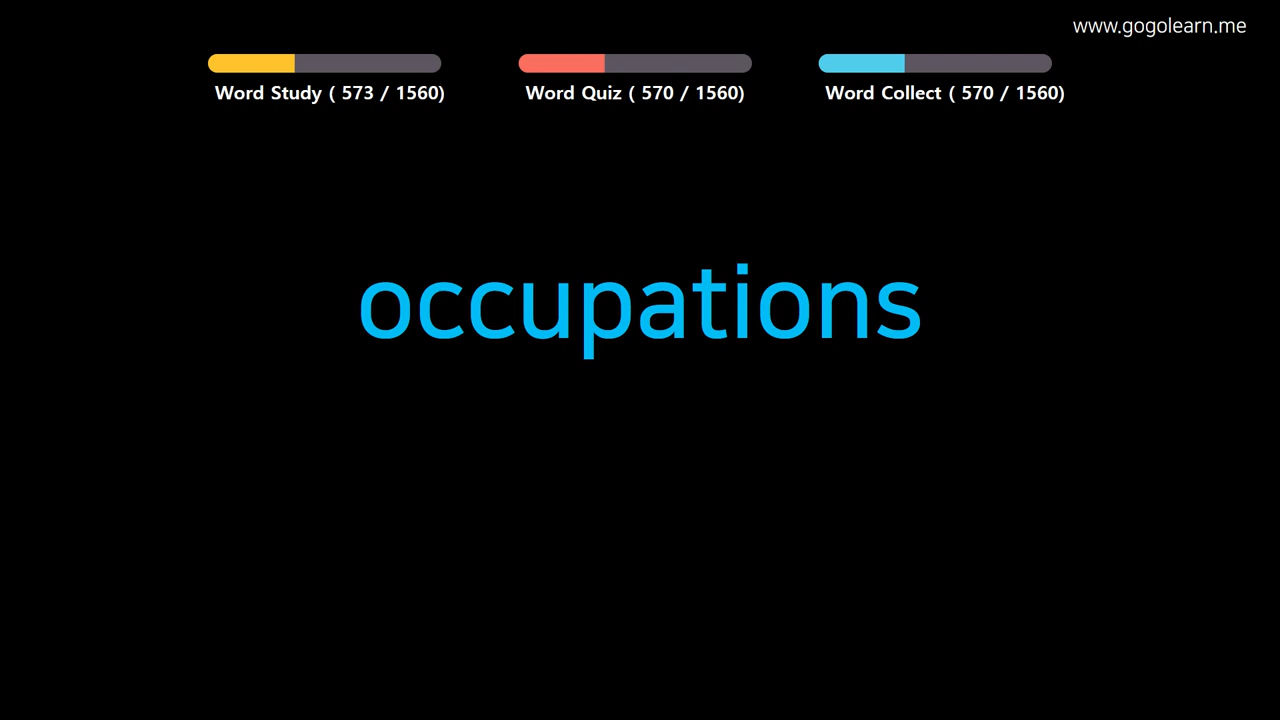 www.gogolearn.me
Word Study ( 573 / 1560)
Word Quiz ( 570 / 1560)
Word Collect ( 570 / 1560)
occupations